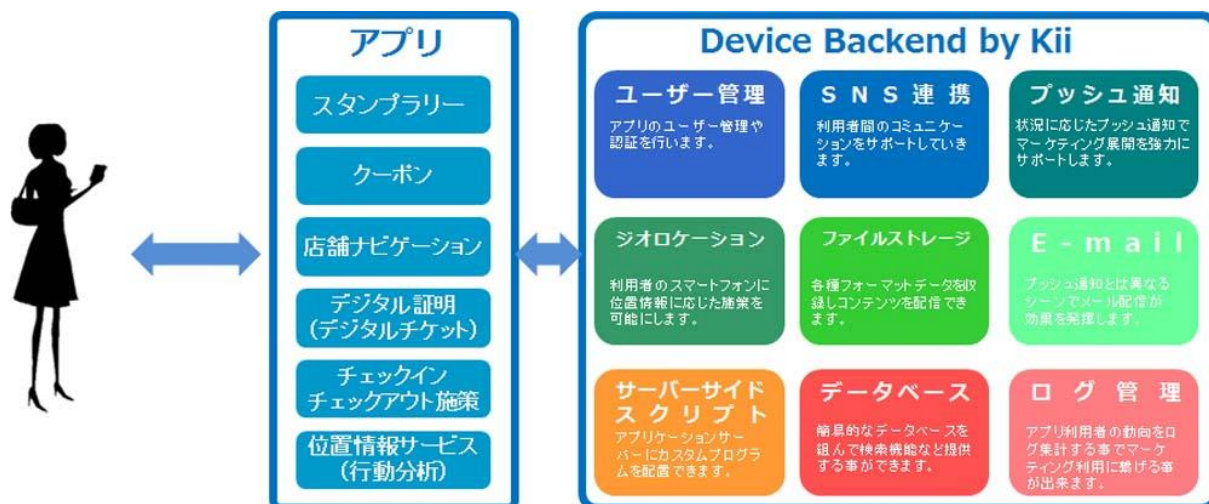 アプリ
スタンプラリー
クーポン
店舗ナビゲーション
デジタル証明
(デジタルチケット)
チェックイン
チェックアウト施策
位置情報サービス
(行動分析)
Device Backend by Kii
ユーザー管理
アプリのユーザー管理や
認証を行います。
SNS連携
利用者間のコミュニケー
ションをサポートしていき
ます。
プッシュ通知
状況に応じたプッシュ通知で
マーケティング展開を強力に
サポートします。
ジオロケーション
利用者のスマートフォンに
位置情報に応じた施策を
可能にします。
ファイルストレージ
各種フォーマットデータを収
録しコンテンツを配信でき
ます。
E-mail
プッシュ通知とは異なる
シーンでメール配信が
効果を発揮します。
サーバーサイド
スクリプト
アプリケーションサー
バーにカスタムプログラ
ムを配置できます。
データベース
簡易的なデータベースを
組んで検索機能など提供
する事ができます。
ログ管理
アプリ利用者の動向をロ
グ集計する事でマーケ
ティング利用に繋げる事
が出来ます。